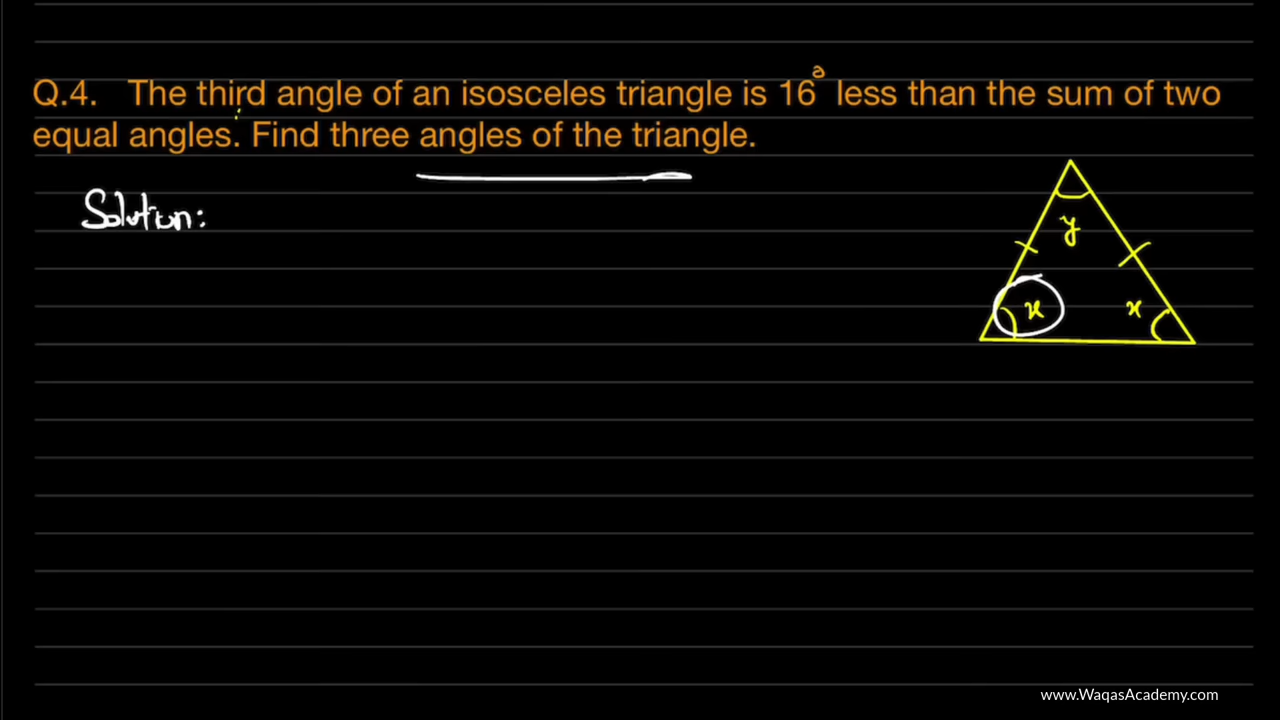 Q.4. The third angle of an isosceles triangle is 16° less than the sum of two
equal angles. Find three angles of the triangle.
Solution:
y
x x
www.WaqasAcademy.com